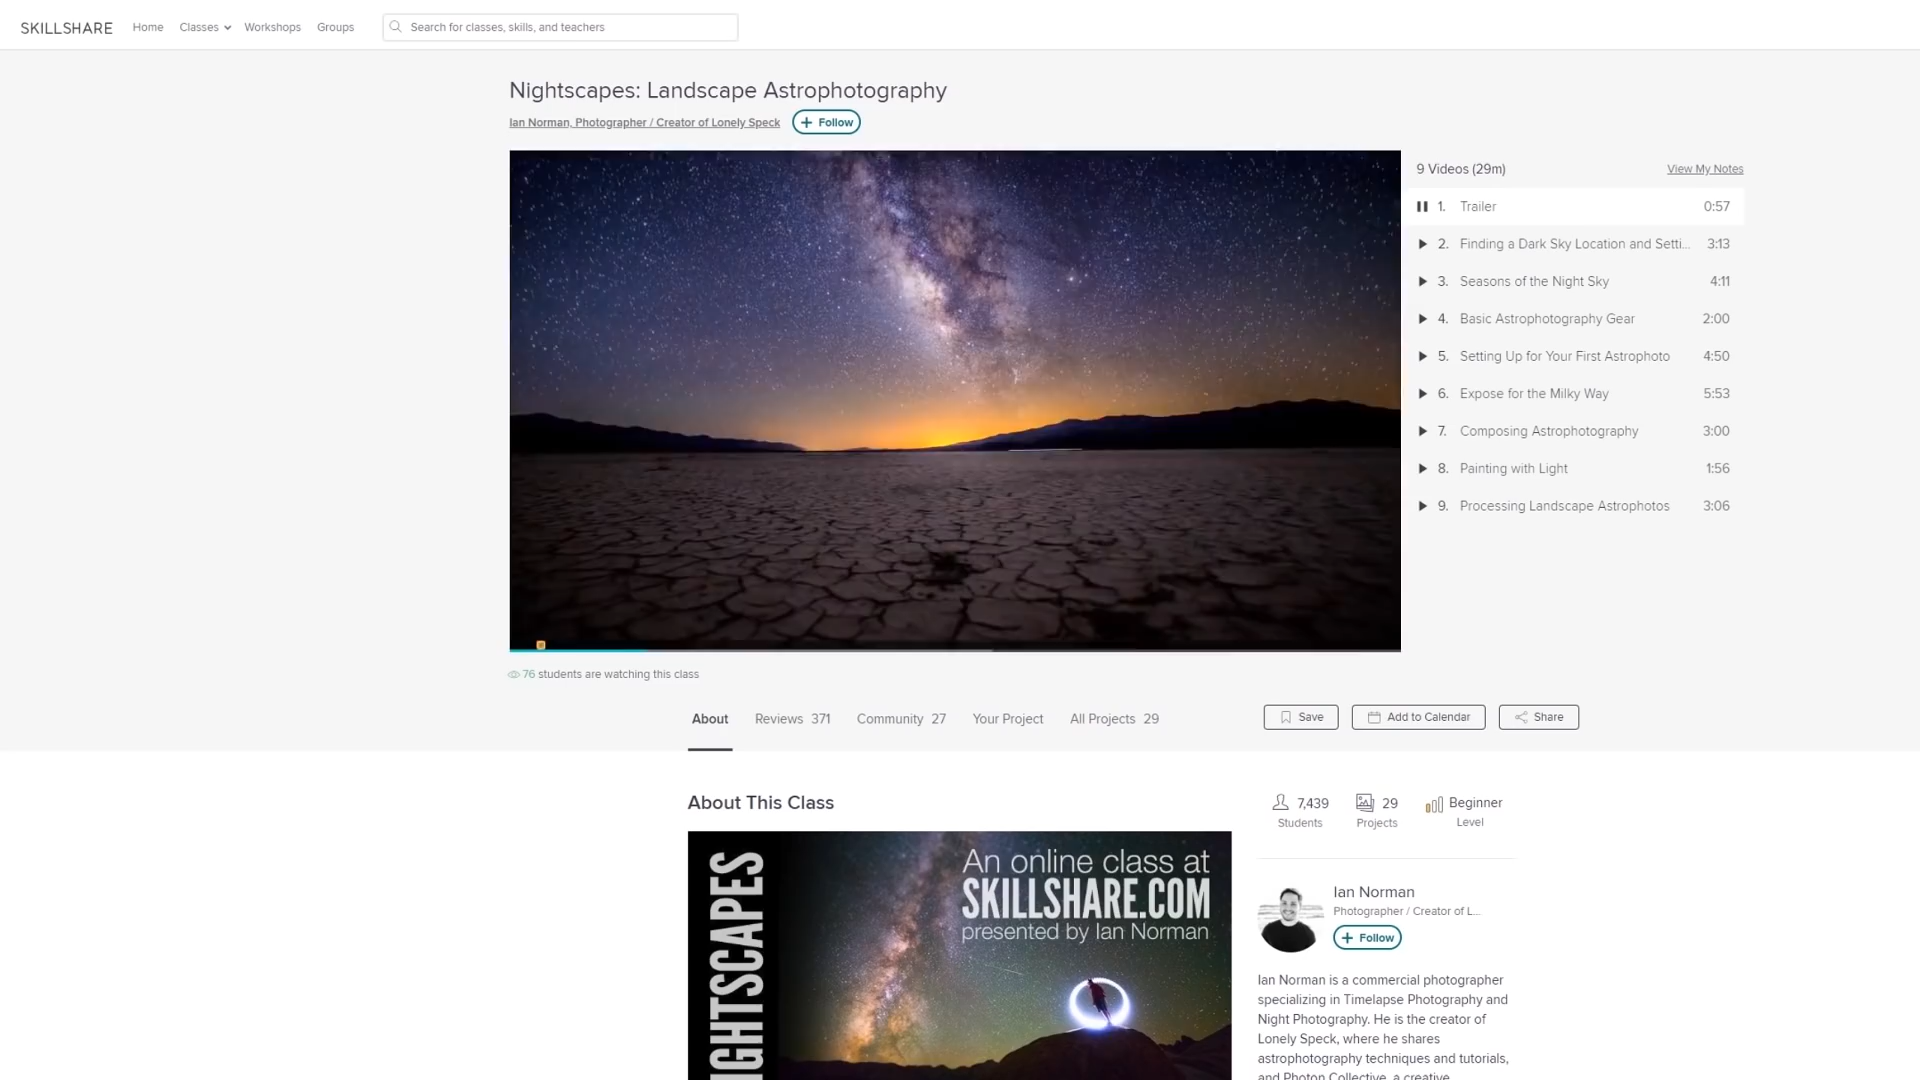 SKILLSHARE Home Classes Workshops Groups Search for classes, skills, and teachers
Nightscapes: Landscape Astrophotography
Ian Norman, Photographer / Creator of Lonely Speck + Follow
9 Videos (29m) View My Notes
1. Trailer 0:57
2. Finding a Dark Sky Location and Setti... 3:13
3. Seasons of the Night Sky 4:11
4. Basic Astrophotography Gear 2:00
5. Setting Up for Your First Astrophoto 4:50
6. Expose for the Milky Way 5:53
7. Composing Astrophotography 3:00
8. Painting with Light 1:56
9. Processing Landscape Astrophotos 3:06
76 students are watching this class
About Reviews 371 Community 27 Your Project All Projects 29 Save Add to Calendar Share
About This Class
7,439 Students
29 Projects
Beginner Level
An online class at
SKILLSHARE.COM
presented by Ian Norman
IGHTSCAPES
Ian Norman
Photographer / Creator of L...
+ Follow
Ian Norman is a commercial photographer
specializing in Timelapse Photography and
Night Photography. He is the creator of
Lonely Speck, where he shares
astrophotography techniques and tutorials,
and Photon Collective, a creative